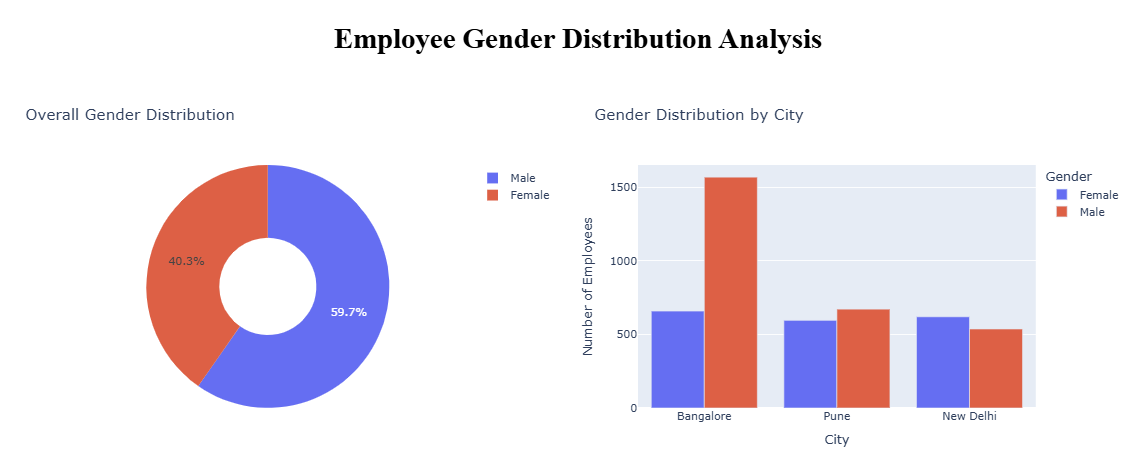 Employee Gender Distribution Analysis
Overall Gender Distribution
Male
Female
40.3%
59.7%
Gender Distribution by City
Number of Employees
1500
1000
500
0
Bangalore
Pune
New Delhi
City
Gender
Female
Male